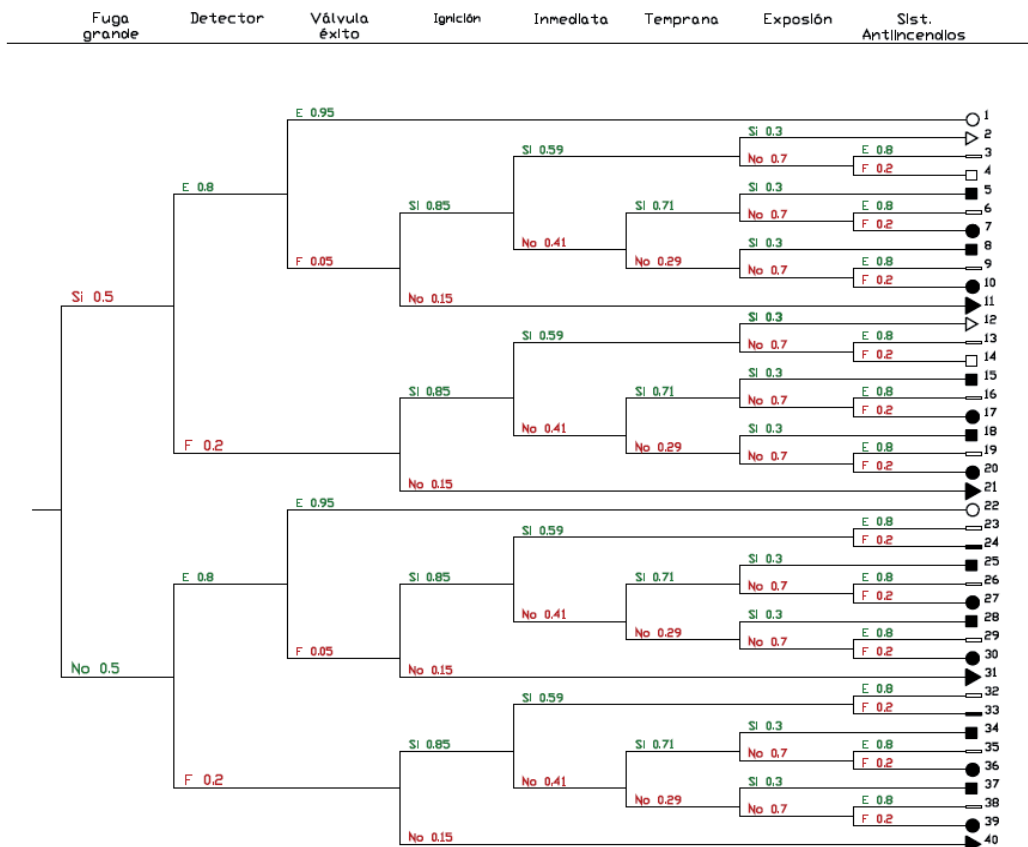 Fuga Detector Válvula Ignición Inmediata Temprana Exposión Sist.
grande éxito Antiincendios
E 0.95 1
Si 0.3 2
SI 0.59 No 0.7 E 0.8 3
F 0.2 4
E 0.8 SI 0.3 5
SI 0.85 SI 0.71 No 0.7 E 0.8 6
F 0.2 7
No 0.41 SI 0.3 8
F 0.05 No 0.29 No 0.7 E 0.8 9
F 0.2 10
Si 0.5 No 0.15 11
SI 0.3 12
SI 0.59 No 0.7 E 0.8 13
F 0.2 14
SI 0.3 15
SI 0.85 SI 0.71 No 0.7 E 0.8 16
F 0.2 17
No 0.41 SI 0.3 18
F 0.2 No 0.29 No 0.7 E 0.8 19
F 0.2 20
No 0.15 21
E 0.95 22
SI 0.59 E 0.8 23
F 0.2 24
SI 0.3 25
E 0.8 SI 0.85 SI 0.71 No 0.7 E 0.8 26
F 0.2 27
No 0.41 SI 0.3 28
No 0.29 No 0.7 E 0.8 29
F 0.05 F 0.2 30
No 0.5 No 0.15 31
SI 0.59 E 0.8 32
F 0.2 33
SI 0.3 34
SI 0.85 SI 0.71 No 0.7 E 0.8 35
F 0.2 36
F 0.2 No 0.41 SI 0.3 37
No 0.29 No 0.7 E 0.8 38
F 0.2 39
No 0.15 40